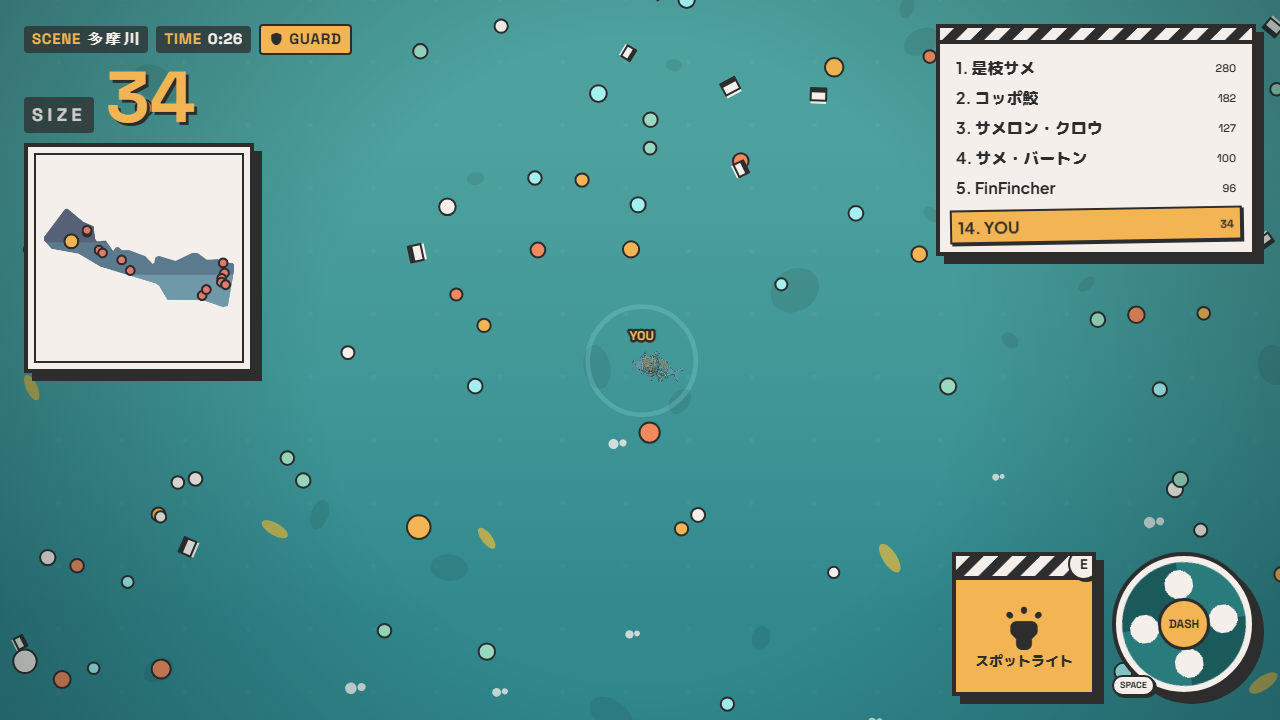 SCENE 多摩川 TIME 0:26 GUARD
SIZE 34
1. 是枝サメ 280
2. コッポ鮫 182
3. サメロン・クロウ 127
4. サメ・バートン 100
5. FinFincher 96
14. YOU 34
YOU
E
スポットライト
DASH
SPACE